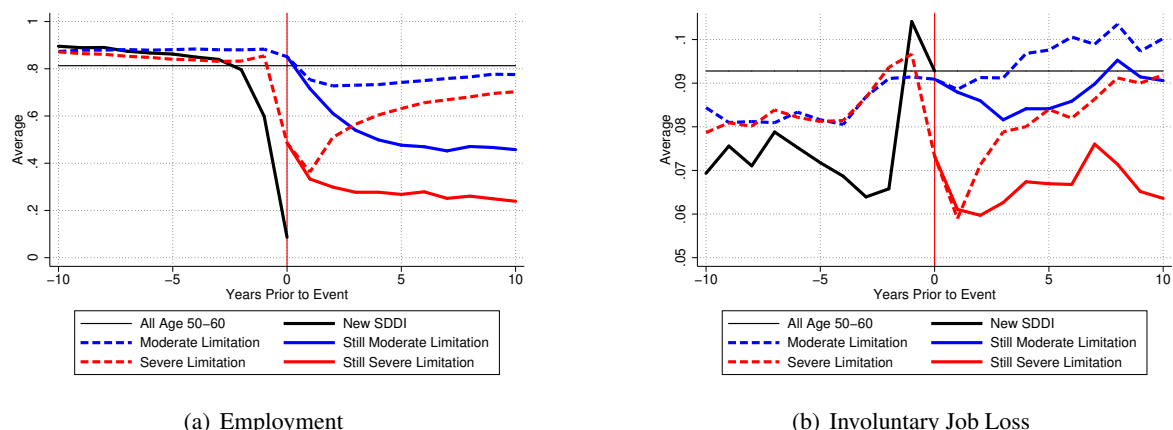 1
.8
.6
.4
.2
0
Average
−10
−5
0
5
10
Years Prior to Event
All Age 50−60
New SDDI
Moderate Limitation
Still Moderate Limitation
Severe Limitation
Still Severe Limitation
(a) Employment
.1
.09
.08
.07
.06
.05
Average
−10
−5
0
5
10
Years Prior to Event
All Age 50−60
New SDDI
Moderate Limitation
Still Moderate Limitation
Severe Limitation
Still Severe Limitation
(b) Involuntary Job Loss